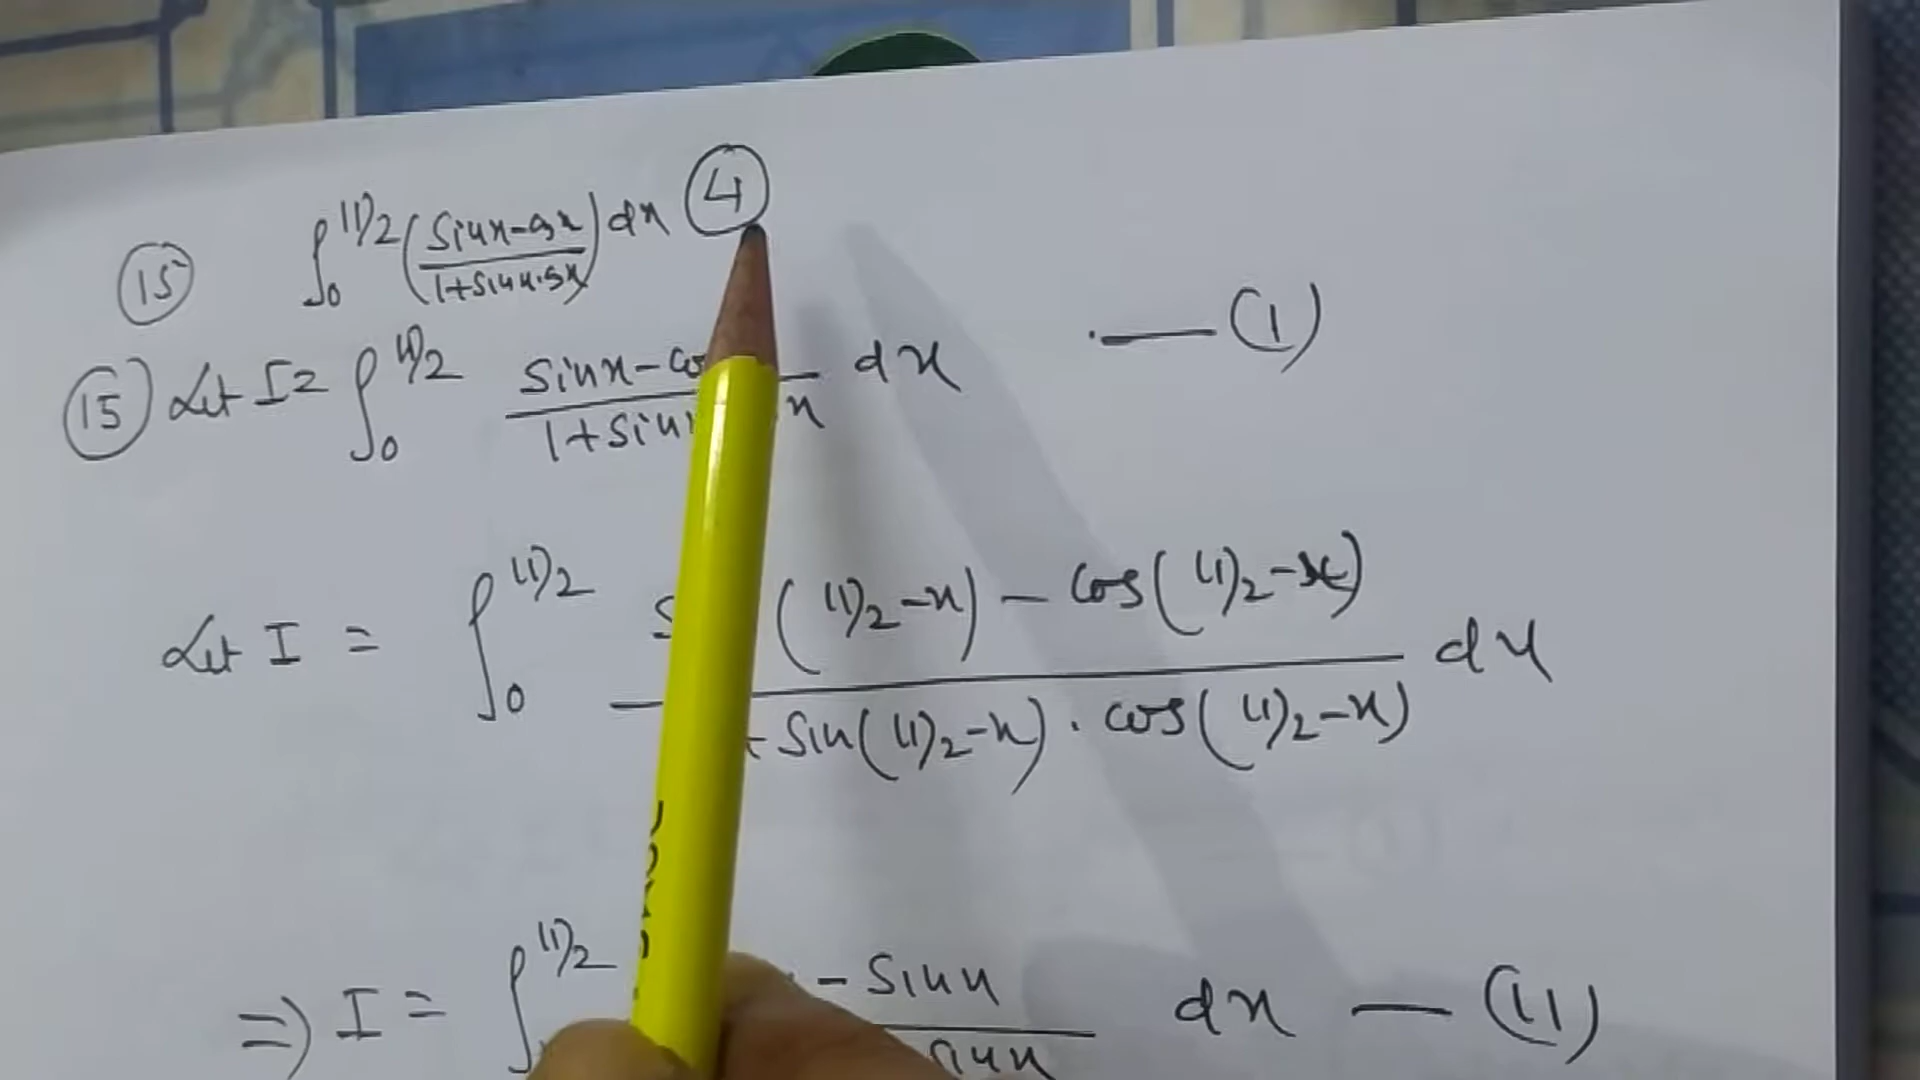 (15) ∫₀^π/2 (sinx-cosx / 1+sinx.cosx) dx (4)
(15) Let I = ∫₀^π/2 sinx-co / 1+sin x dx — (1)
Let I = ∫₀^π/2 (π/2-x) - cos(π/2-x) / + sin(π/2-x) . cos(π/2-x) dx
=) I = ∫^π/2 - sinx / sinx dx — (11)